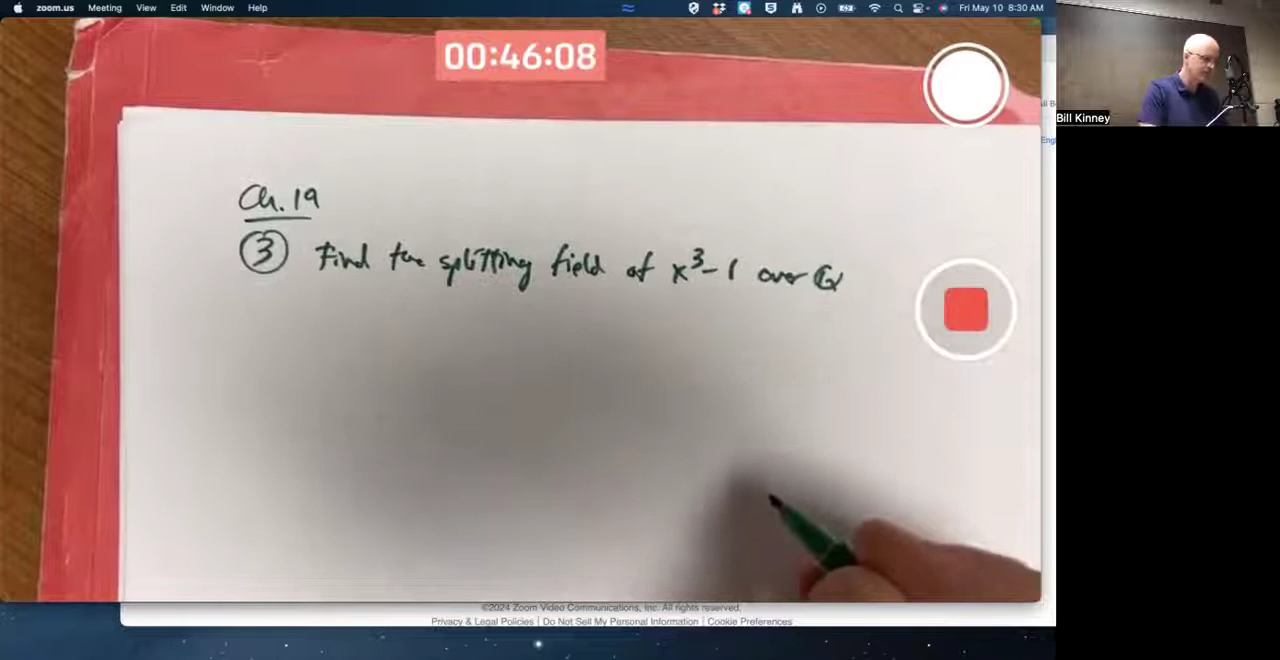 zoom.us Meeting View Edit Window Help Fri May 10 8:30 AM
00:46:08
Bill Kinney
Ch. 19
③ Find the splitting field of x³-1 over ℚ
©2024 Zoom Video Communications, Inc. All rights reserved.
Privacy & Legal Policies | Do Not Sell My Personal Information | Cookie Preferences